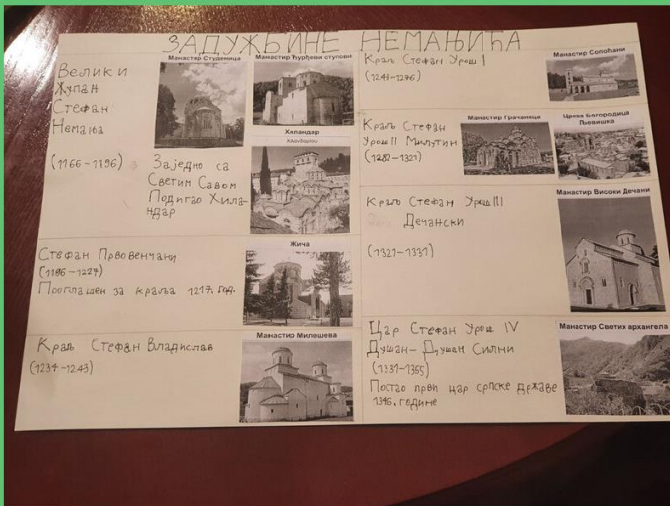 ЗАДУЖБИНЕ НЕМАЊИЋА
Велики
Жупан
Стефан
Немања
(1166-1196)
Манастир Студеница
Манастир Ђурђеви ступови
Хиландар
Заједно са
Светим Савом
Подигао Хилан-
дар
Стефан Првовенчани
(1196-1227)
Проглашен за краља 1217. год.
Жича
Краљ Стефан Владислав
(1234-1243)
Манастир Милешева
Краљ Стефан Урош I
(1243-1276)
Манастир Сопоћани
Краљ Стефан
Урош II Милутин
(1282-1321)
Манастир Грачаница
Црква Богородица
Љевишка
Краљ Стефан Урош III
Дечански
(1321-1331)
Манастир Високи Дечани
Цар Стефан Урош IV
Душан- Душан Силни
(1331-1355)
Постао први цар српске државе
1346. године
Манастир Светих архангела